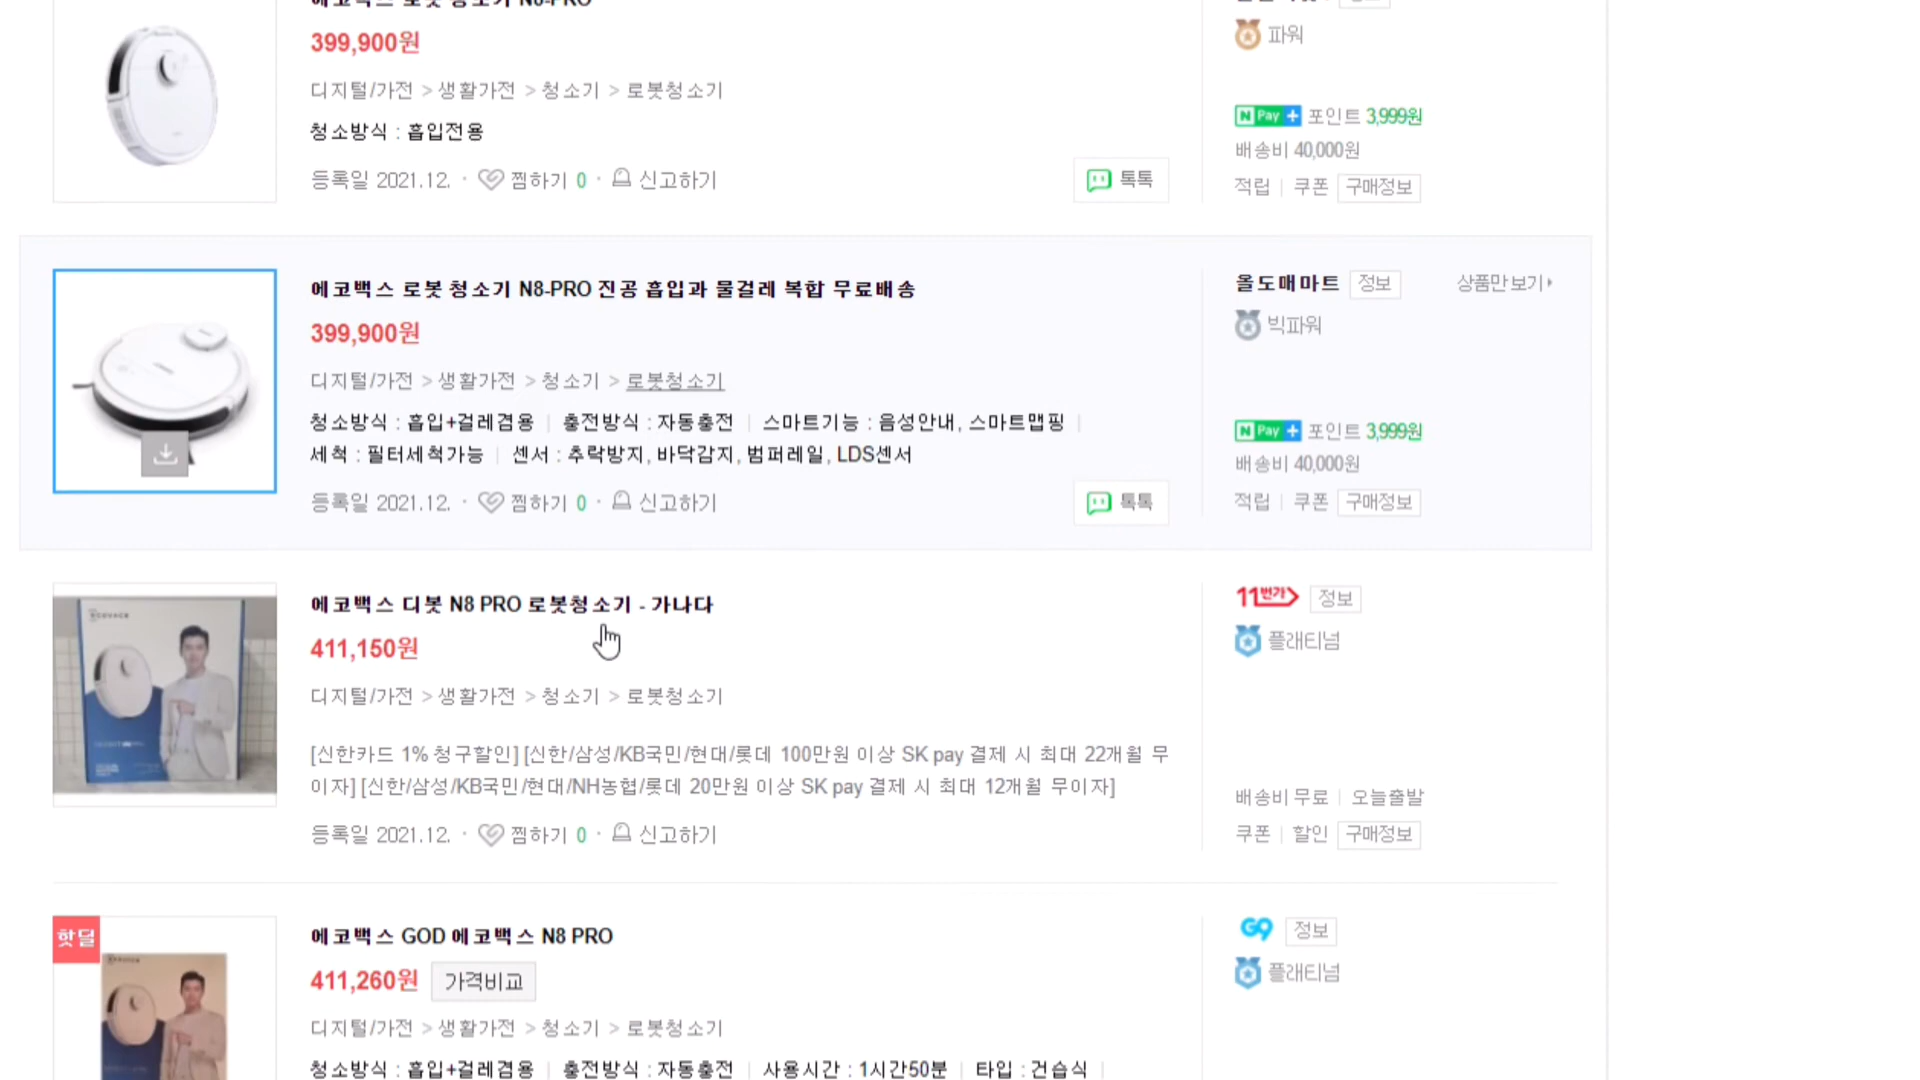 에코백스 로봇 청소기 N8-PRO
399,900원
디지털/가전 > 생활가전 > 청소기 > 로봇청소기
청소방식 : 흡입전용
등록일 2021.12. · 찜하기 0 · 신고하기
톡톡
정보
파워
N Pay + 포인트 3,999원
배송비 40,000원
적립 | 쿠폰 구매정보
에코백스 로봇 청소기 N8-PRO 진공 흡입과 물걸레 복합 무료배송
399,900원
디지털/가전 > 생활가전 > 청소기 > 로봇청소기
청소방식 : 흡입+걸레겸용 | 충전방식 : 자동충전 | 스마트기능 : 음성안내, 스마트맵핑 |
세척 : 필터세척가능 | 센서 : 추락방지, 바닥감지, 범퍼레일, LDS센서
등록일 2021.12. · 찜하기 0 · 신고하기
톡톡
올도매마트 정보 상품만 보기
빅파워
N Pay + 포인트 3,999원
배송비 40,000원
적립 | 쿠폰 구매정보
ECOVACS
에코백스 디봇 N8 PRO 로봇청소기 - 가나다
411,150원
디지털/가전 > 생활가전 > 청소기 > 로봇청소기
[신한카드 1% 청구할인] [신한/삼성/KB국민/현대/롯데 100만원 이상 SK pay 결제 시 최대 22개월 무
이자] [신한/삼성/KB국민/현대/NH농협/롯데 20만원 이상 SK pay 결제 시 최대 12개월 무이자]
등록일 2021.12. · 찜하기 0 · 신고하기
11번가 정보
플래티넘
배송비 무료 | 오늘출발
쿠폰 | 할인 구매정보
핫딜
에코백스 GOD 에코백스 N8 PRO
411,260원 가격비교
디지털/가전 > 생활가전 > 청소기 > 로봇청소기
청소방식 : 흡입+걸레겸용 | 충전방식 : 자동충전 | 사용시간 : 1시간50분 | 타입 : 건습식 |
G9 정보
플래티넘